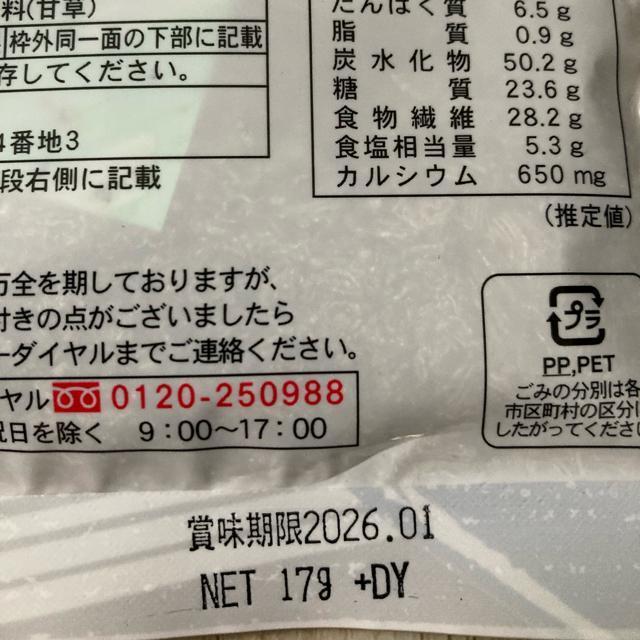 料(甘草)
枠外同一面の下部に記載
存してください。
4番地3
段右側に記載
たんぱく質 6.5g
脂質 0.9g
炭水化物 50.2g
糖質 23.6g
食物繊維 28.2g
食塩相当量 5.3g
カルシウム 650mg
(推定値)
万全を期しておりますが、
付きの点がございましたら
ーダイヤルまでご連絡ください。
ヤル 0120-250988
祝日を除く 9:00〜17:00
プラ
PP,PET
ごみの分別は各
市区町村の区分に
したがってください
賞味期限2026.01
NET 17g +DY